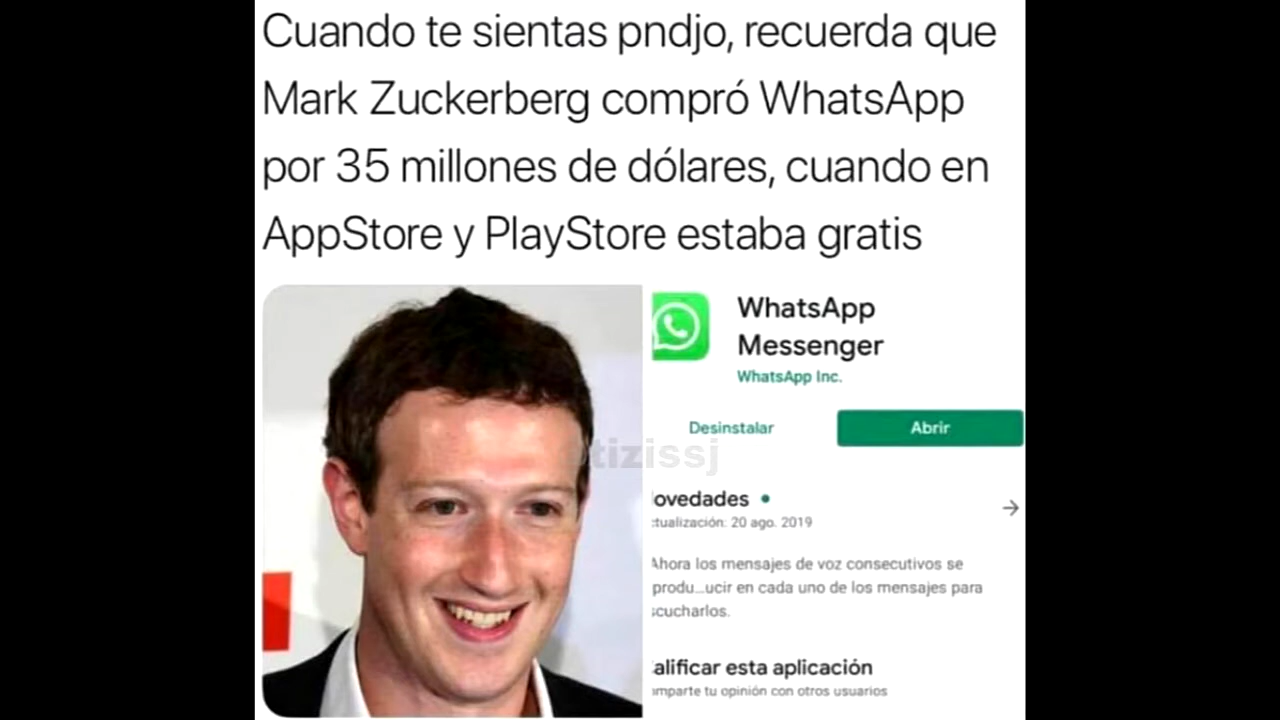 Cuando te sientas pndjo, recuerda que
Mark Zuckerberg compró WhatsApp
por 35 millones de dólares, cuando en
AppStore y PlayStore estaba gratis
WhatsApp
Messenger
WhatsApp Inc.
Desinstalar
Abrir
tizissj
ovedades
tualización: 20 ago. 2019
Ahora los mensajes de voz consecutivos se
produ...ucir en cada uno de los mensajes para
scucharlos.
alificar esta aplicación
mparte tu opinión con otros usuarios